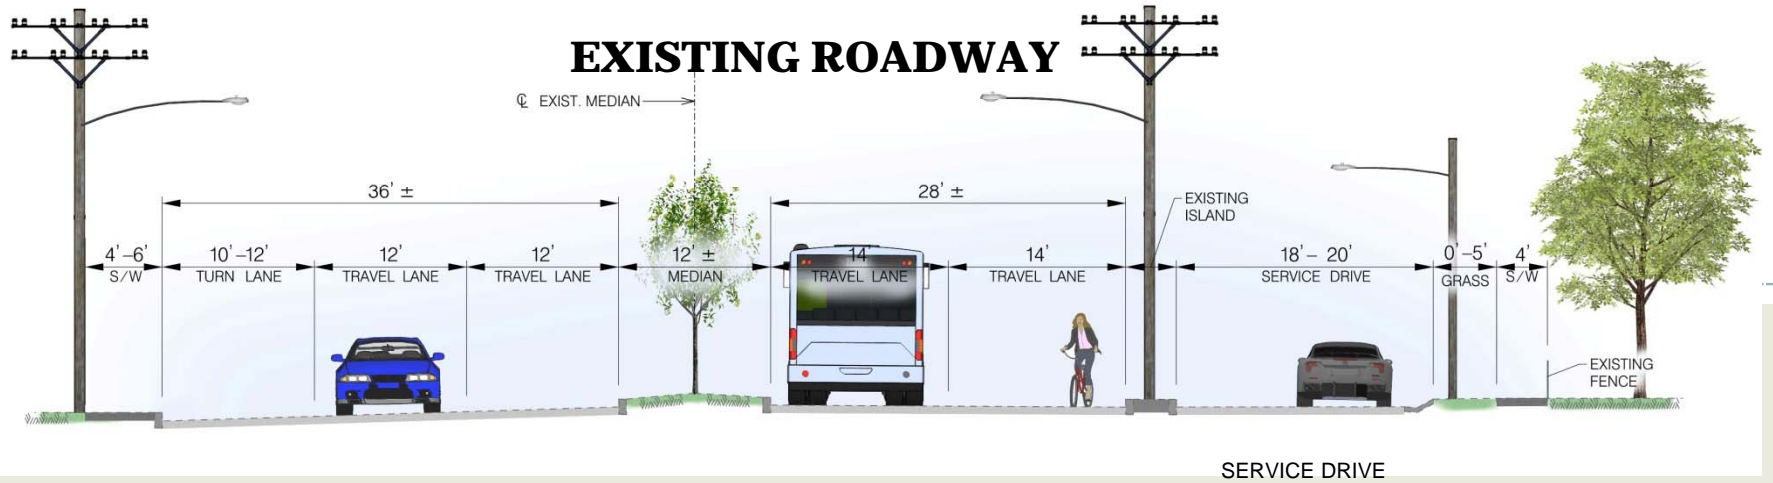 EXISTING ROADWAY
℄ EXIST. MEDIAN
36' ±
28' ±
EXISTING
ISLAND
4'-6'
S/W
10'-12'
TURN LANE
12'
TRAVEL LANE
12'
TRAVEL LANE
12' ±
MEDIAN
14'
TRAVEL LANE
14'
TRAVEL LANE
18' - 20'
SERVICE DRIVE
0'-5'
GRASS
4'
S/W
EXISTING
FENCE
SERVICE DRIVE